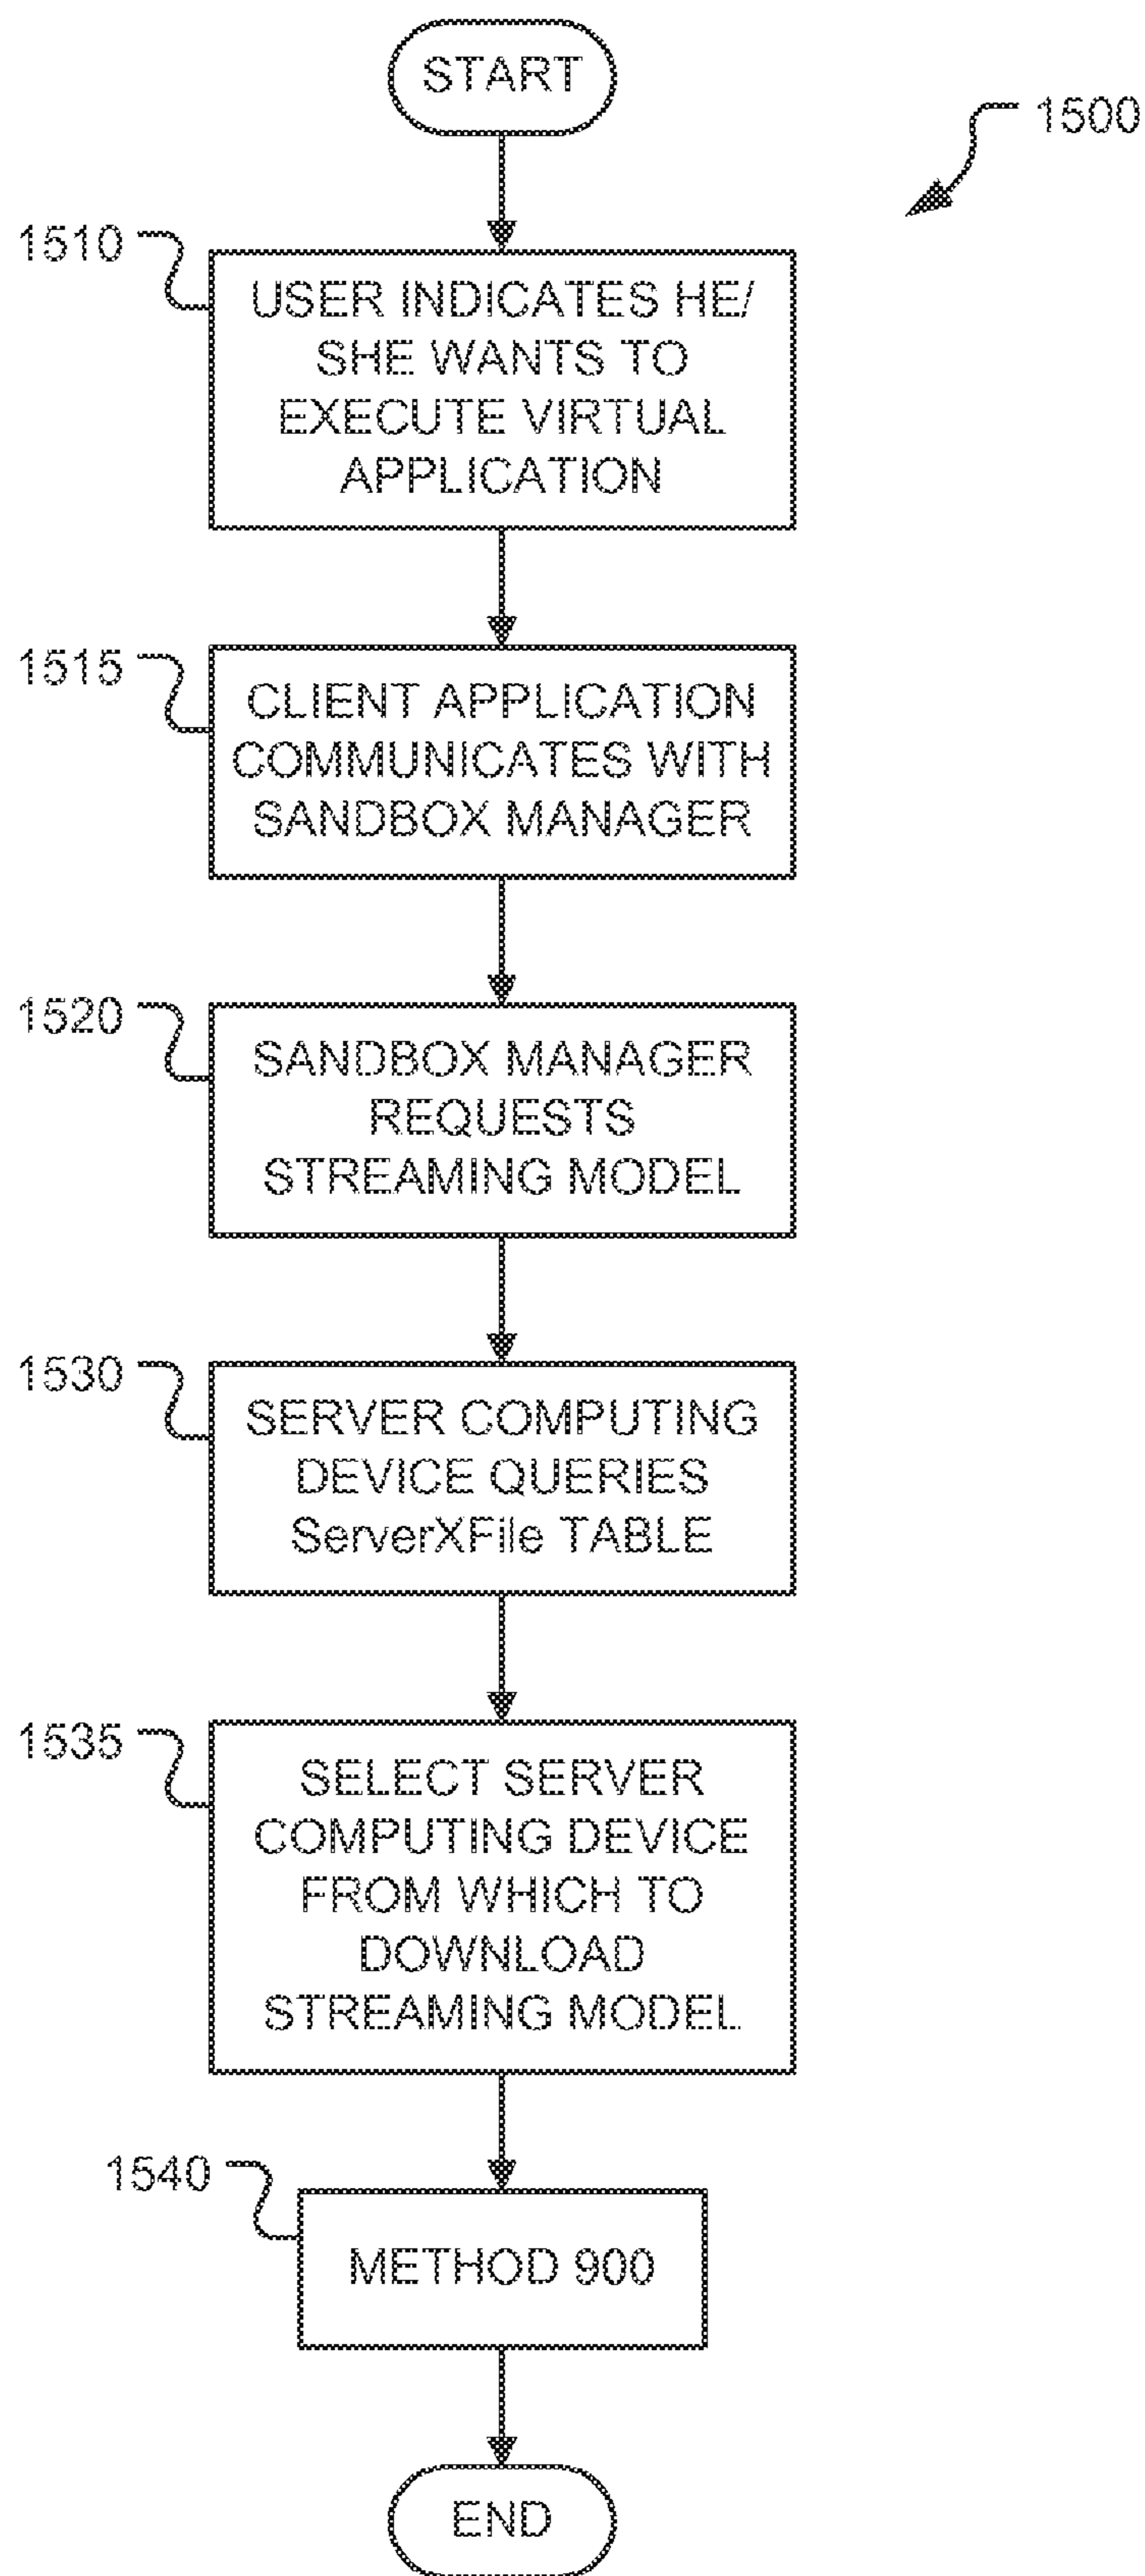 START
1500
1510
USER INDICATES HE/
SHE WANTS TO
EXECUTE VIRTUAL
APPLICATION
1515
CLIENT APPLICATION
COMMUNICATES WITH
SANDBOX MANAGER
1520
SANDBOX MANAGER
REQUESTS
STREAMING MODEL
1530
SERVER COMPUTING
DEVICE QUERIES
ServerXFile TABLE
1535
SELECT SERVER
COMPUTING DEVICE
FROM WHICH TO
DOWNLOAD
STREAMING MODEL
1540
METHOD 900
END